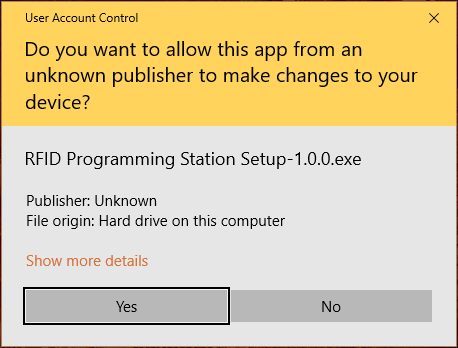 User Account Control
Do you want to allow this app from an
unknown publisher to make changes to your
device?
RFID Programming Station Setup-1.0.0.exe
Publisher: Unknown
File origin: Hard drive on this computer
Show more details
Yes
No